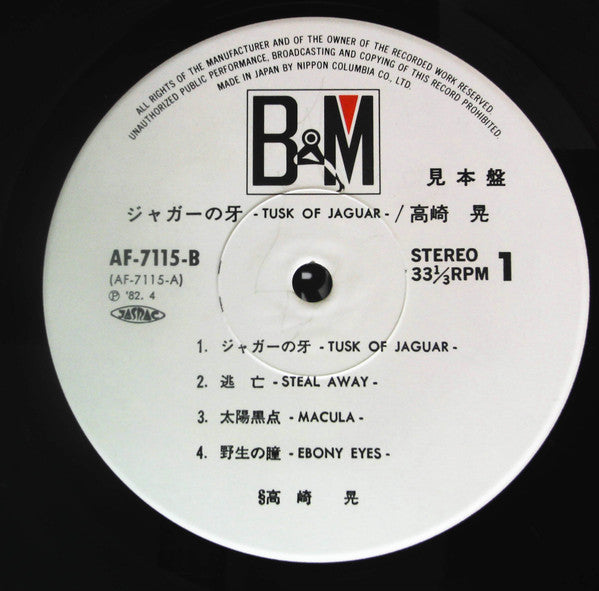 ALL RIGHTS OF THE MANUFACTURER AND OF THE OWNER OF THE RECORDED WORK RESERVED.
UNAUTHORIZED PUBLIC PERFORMANCE, BROADCASTING AND COPYING OF THIS RECORD PROHIBITED.
MADE IN JAPAN BY NIPPON COLUMBIA CO., LTD.
B&M
見本盤
ジャガーの牙 -TUSK OF JAGUAR- / 高崎 晃
AF-7115-B
(AF-7115-A)
℗ '82. 4
JASRAC
STEREO
33⅓RPM 1
1. ジャガーの牙 -TUSK OF JAGUAR-
2. 逃 亡 -STEAL AWAY-
3. 太陽黒点 -MACULA-
4. 野生の瞳 -EBONY EYES-
§高 崎 晃